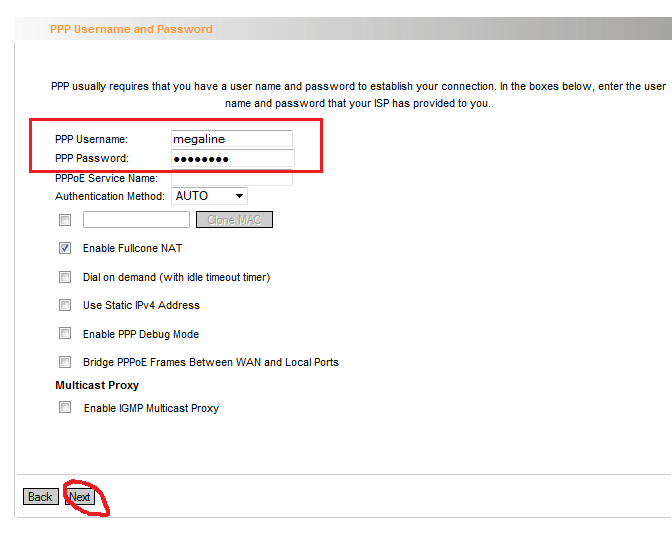 PPP Username and Password
PPP usually requires that you have a user name and password to establish your connection. In the boxes below, enter the user
name and password that your ISP has provided to you.
PPP Username: megaline
PPP Password: ●●●●●●●●
PPPoE Service Name:
Authentication Method: AUTO
Clone MAC
Enable Fullcone NAT
Dial on demand (with idle timeout timer)
Use Static IPv4 Address
Enable PPP Debug Mode
Bridge PPPoE Frames Between WAN and Local Ports
Multicast Proxy
Enable IGMP Multicast Proxy
Back Next